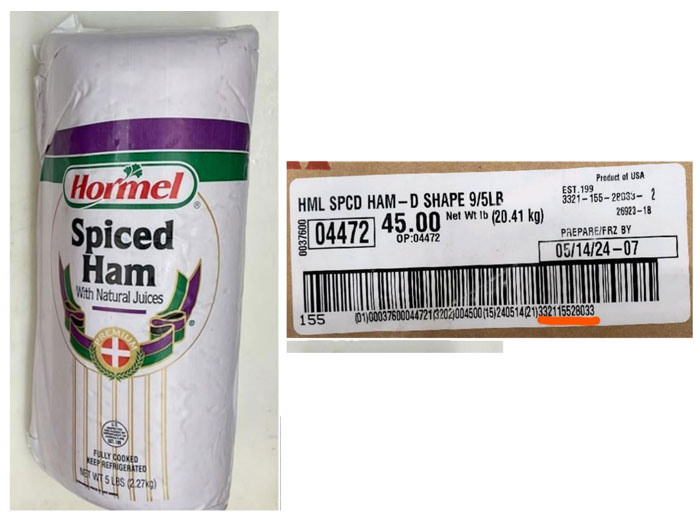 Hormel
Spiced
Ham
With Natural Juices
PREMIUM
EST. 199
FULLY COOKED
KEEP REFRIGERATED
NET WT 5 LBS (2.27kg)
Product of USA
HML SPCD HAM-D SHAPE 9/5LB
EST.199
3321-155-28033- 2
26923-18
0037600
04472
45.00 Net Wt lb (20.41 kg)
OP:04472
PREPARE/FRZ BY
05/14/24-07
155
(01)00037600044721(3202)004500(15)240514(21)332115528033